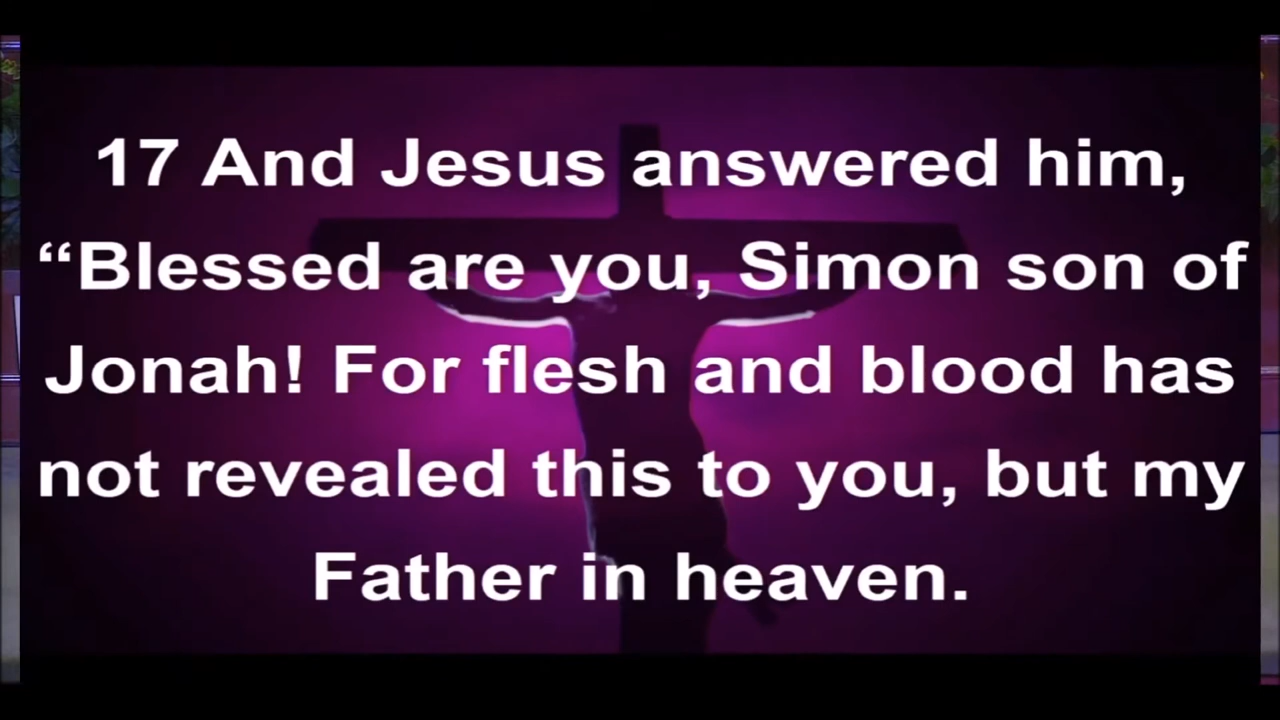 17 And Jesus answered him,
“Blessed are you, Simon son of
Jonah! For flesh and blood has
not revealed this to you, but my
Father in heaven.